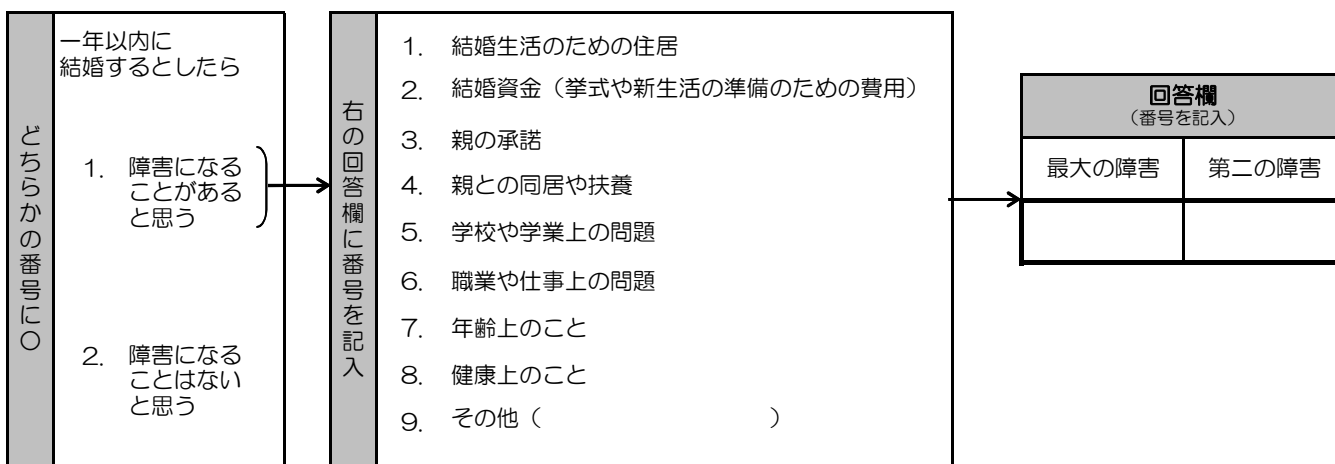 どちらかの番号に〇
一年以内に
結婚するとしたら
1. 障害になる
ことがある
と思う
2. 障害になる
ことはない
と思う
右の回答欄に番号を記入
1. 結婚生活のための住居
2. 結婚資金（挙式や新生活の準備のための費用）
3. 親の承諾
4. 親との同居や扶養
5. 学校や学業上の問題
6. 職業や仕事上の問題
7. 年齢上のこと
8. 健康上のこと
9. その他（　　　　　　　　　）
回答欄
（番号を記入）
最大の障害 第二の障害